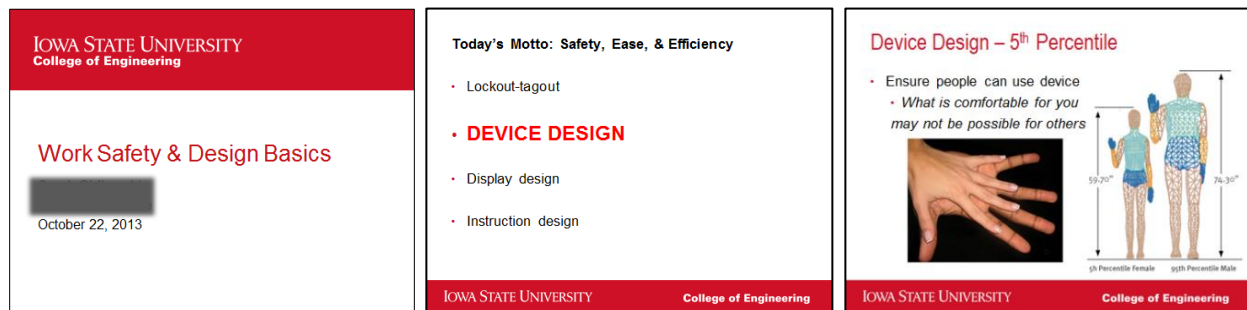 IOWA STATE UNIVERSITY
College of Engineering
Work Safety & Design Basics
October 22, 2013
Today's Motto: Safety, Ease, & Efficiency
• Lockout-tagout
• DEVICE DESIGN
• Display design
• Instruction design
IOWA STATE UNIVERSITY College of Engineering
Device Design – 5th Percentile
• Ensure people can use device
• What is comfortable for you
may not be possible for others
59.70"
74.30"
5h Percentile Female 95th Percentile Male
IOWA STATE UNIVERSITY College of Engineering